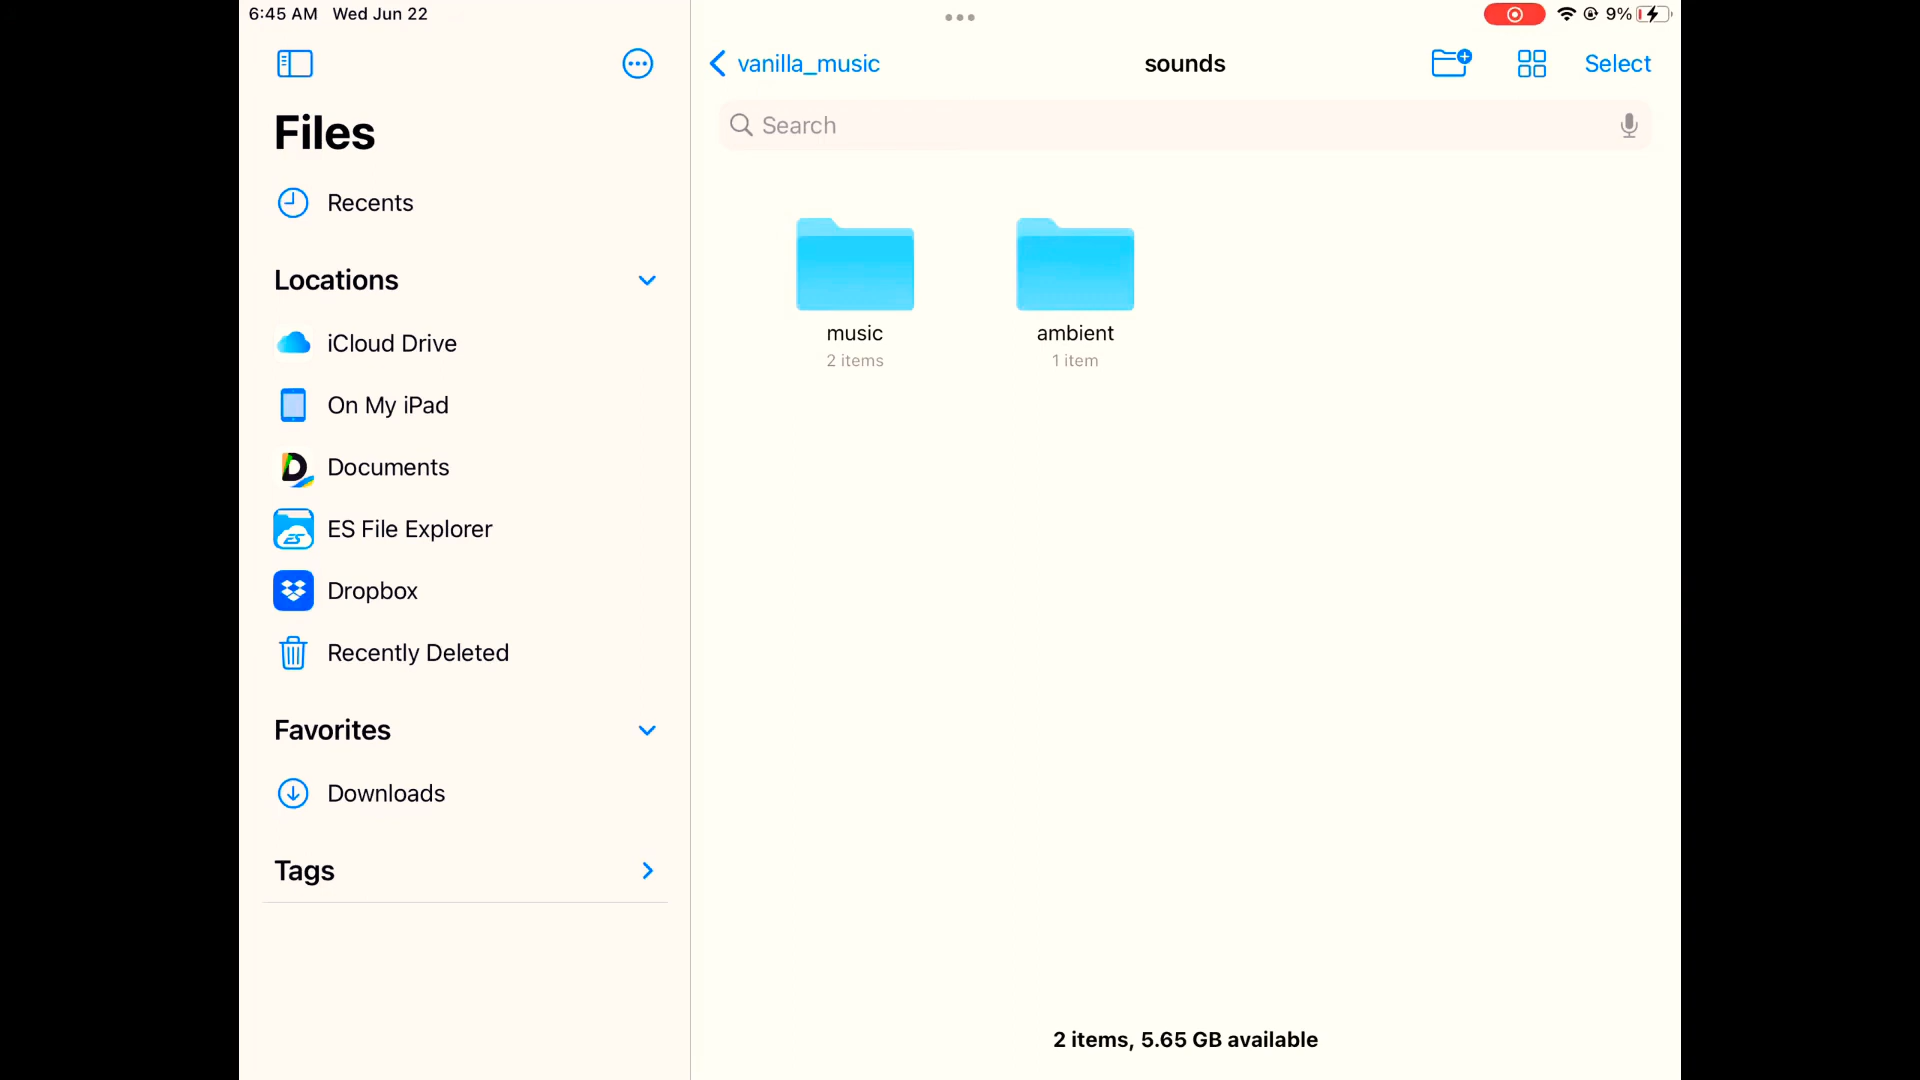 6:45 AM Wed Jun 22
9%
Files
Recents
Locations
iCloud Drive
On My iPad
Documents
ES File Explorer
Dropbox
Recently Deleted
Favorites
Downloads
Tags
vanilla_music
sounds
Select
Search
music
2 items
ambient
1 item
2 items, 5.65 GB available